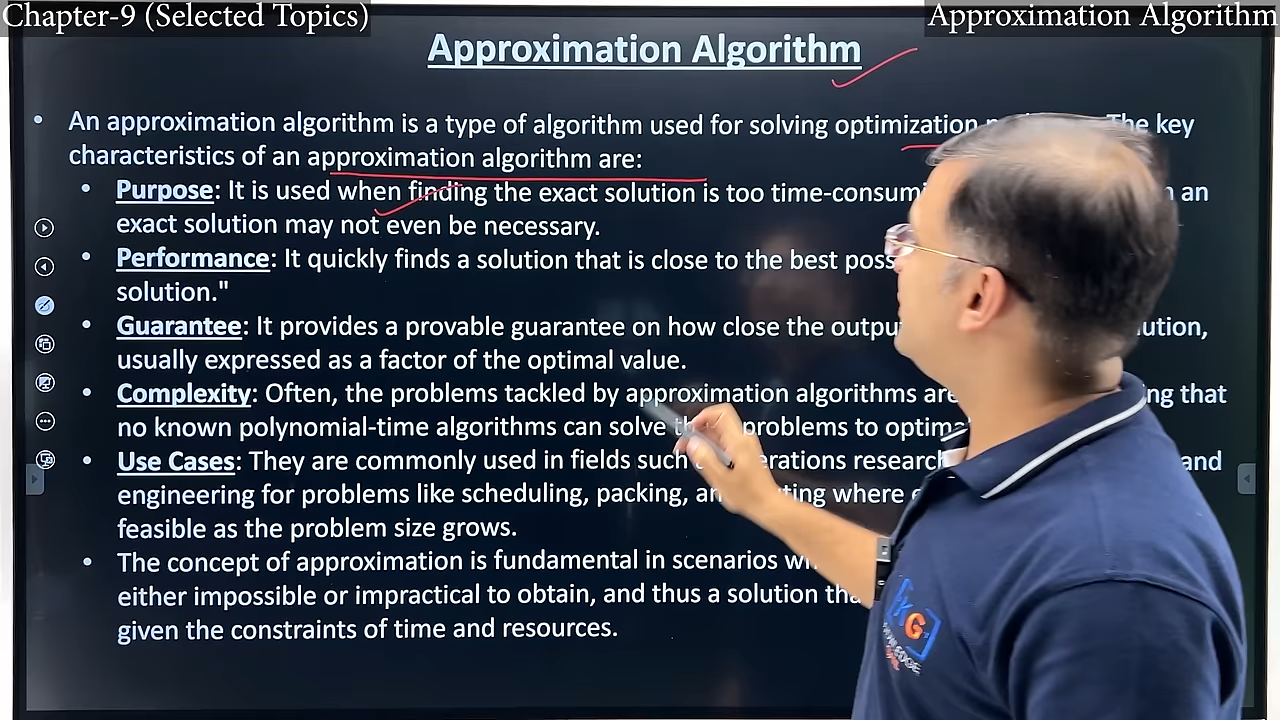 Chapter-9 (Selected Topics)
Approximation Algorithm
Approximation Algorithm
• An approximation algorithm is a type of algorithm used for solving optimization The key
characteristics of an approximation algorithm are:
• Purpose: It is used when finding the exact solution is too time-consumi an
exact solution may not even be necessary.
• Performance: It quickly finds a solution that is close to the best poss
solution."
• Guarantee: It provides a provable guarantee on how close the outpu ution,
usually expressed as a factor of the optimal value.
• Complexity: Often, the problems tackled by approximation algorithms are ing that
no known polynomial-time algorithms can solve problems to optima
• Use Cases: They are commonly used in fields such erations research and
engineering for problems like scheduling, packing, an ting where
feasible as the problem size grows.
• The concept of approximation is fundamental in scenarios
either impossible or impractical to obtain, and thus a solution tha
given the constraints of time and resources.
KG